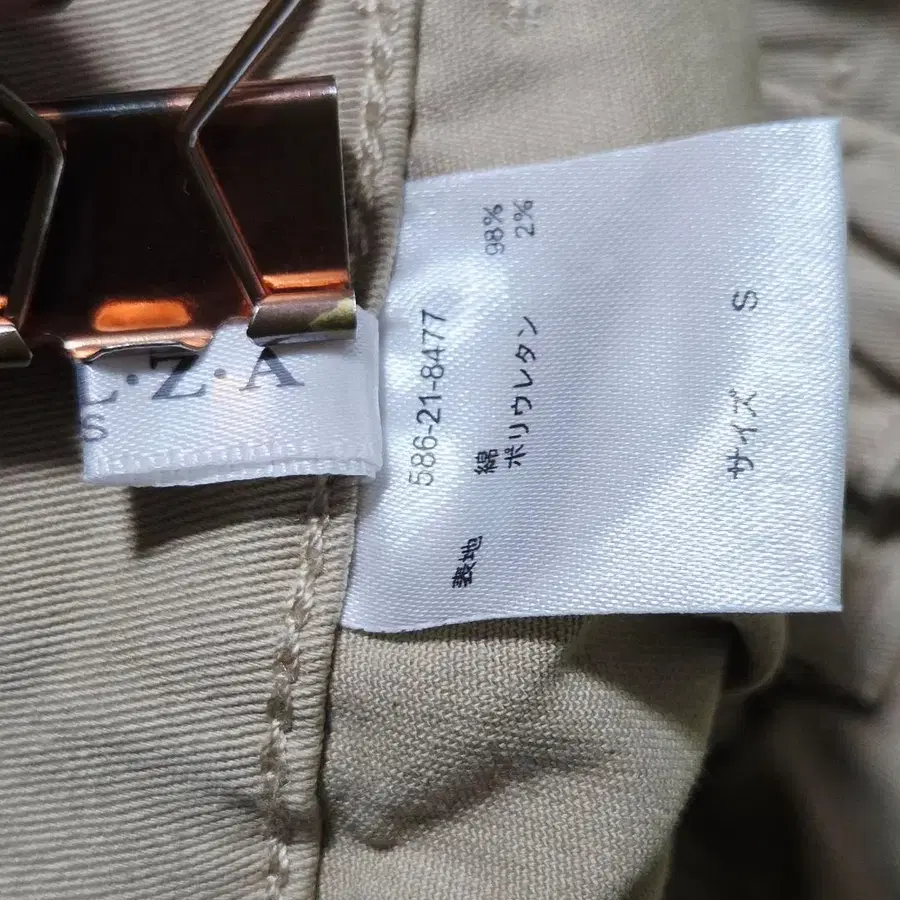 Z·A
S
586-21-8477
表地 綿 98%
ポリウレタン 2%
サイズ S